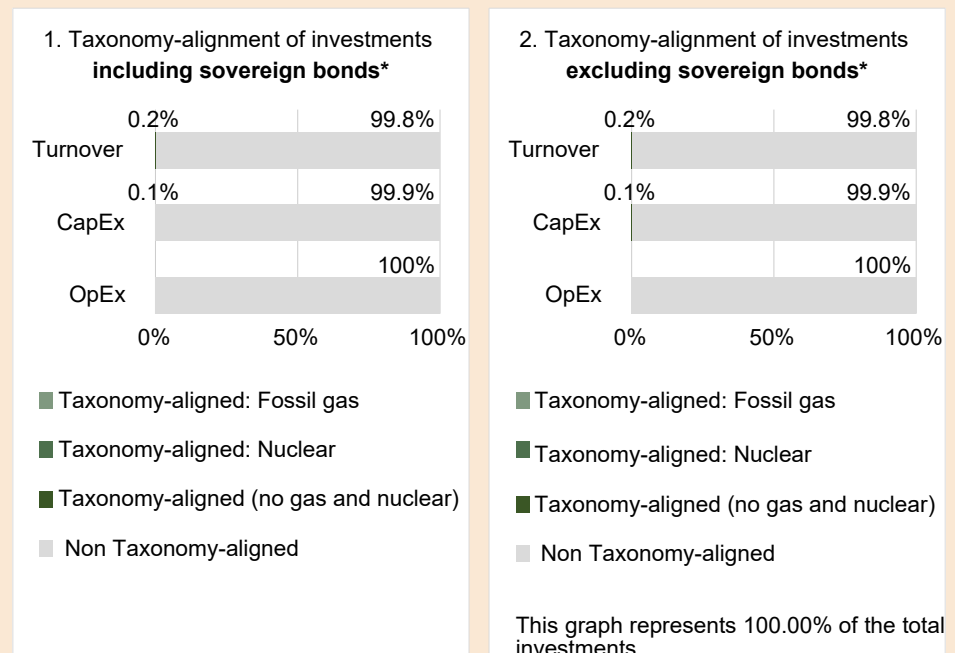 1. Taxonomy-alignment of investments
including sovereign bonds*
0.2% 99.8%
Turnover
0.1% 99.9%
CapEx
100%
OpEx
0% 50% 100%
Taxonomy-aligned: Fossil gas
Taxonomy-aligned: Nuclear
Taxonomy-aligned (no gas and nuclear)
Non Taxonomy-aligned
2. Taxonomy-alignment of investments
excluding sovereign bonds*
0.2% 99.8%
Turnover
0.1% 99.9%
CapEx
100%
OpEx
0% 50% 100%
Taxonomy-aligned: Fossil gas
Taxonomy-aligned: Nuclear
Taxonomy-aligned (no gas and nuclear)
Non Taxonomy-aligned
This graph represents 100.00% of the total
investments